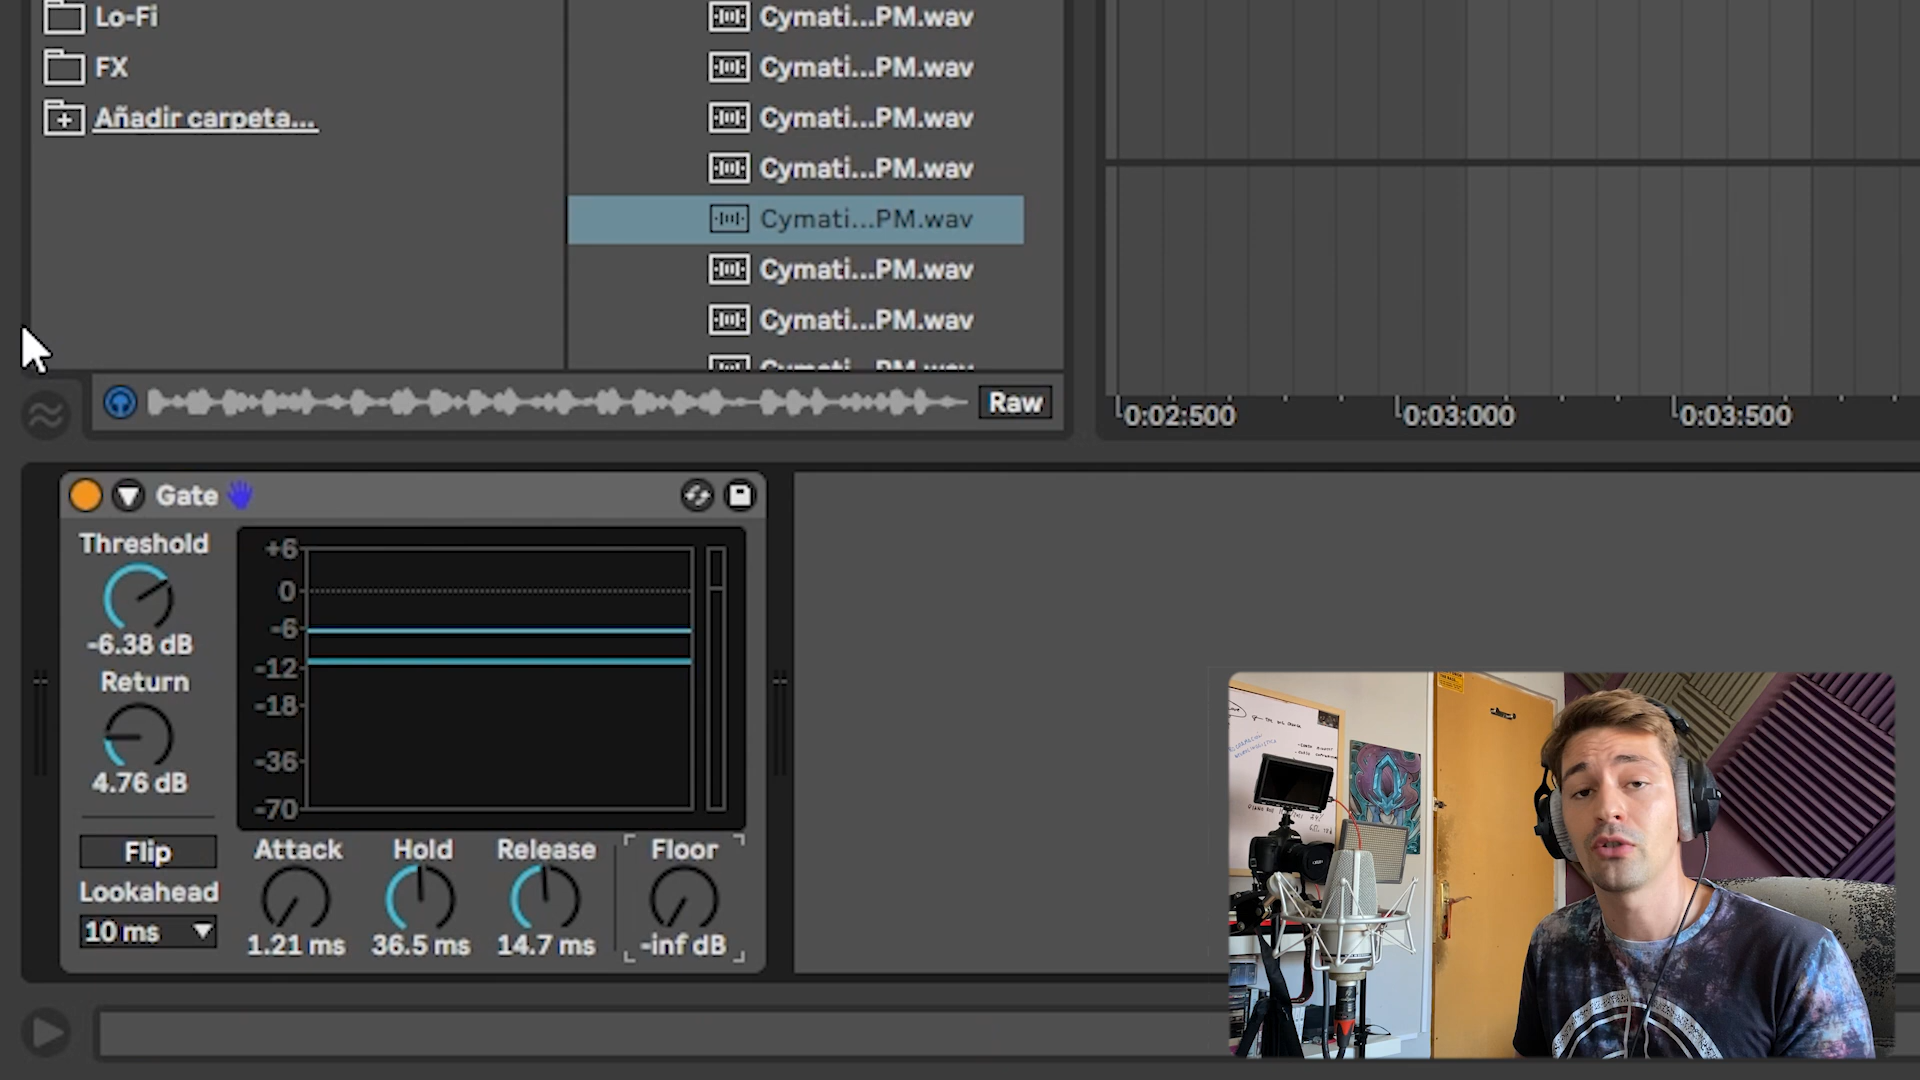 Lo-Fi
FX
Añadir carpeta...
Cymati...PM.wav
Cymati...PM.wav
Cymati...PM.wav
Cymati...PM.wav
Cymati...PM.wav
Cymati...PM.wav
Cymati...PM.wav
Raw
0:02:500
0:03:000
0:03:500
Gate
Threshold
-6.38 dB
Return
4.76 dB
Flip
Lookahead
10 ms
+6
0
-6
-12
-18
-36
-70
Attack
1.21 ms
Hold
36.5 ms
Release
14.7 ms
Floor
-inf dB